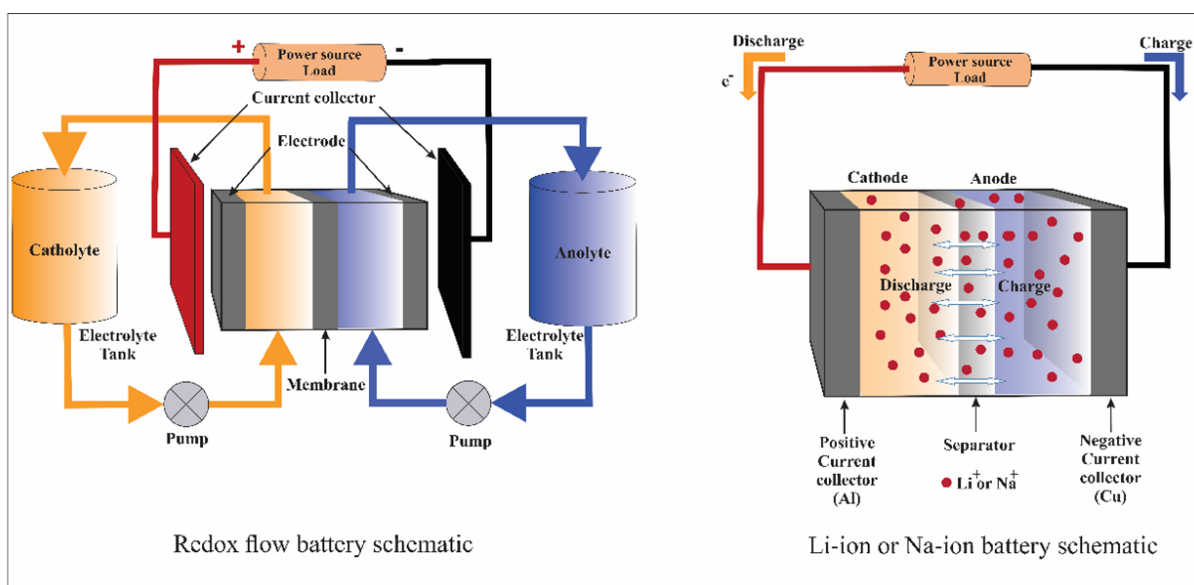 +
-
Power source
Load
Current collector
Electrode
Catholyte
Anolyte
Electrolyte
Tank
Electrolyte
Tank
Membrane
Pump
Pump
Redox flow battery schematic
Discharge
Charge
e-
Power source
Load
Cathode
Anode
Discharge
Charge
Positive
Current
collector
(Al)
Separator
Li+or Na+
Negative
Current
collector
(Cu)
Li-ion or Na-ion battery schematic